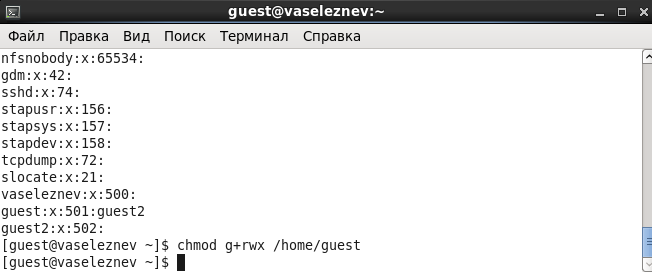 guest@vaseleznev:~
Файл Правка Вид Поиск Терминал Справка
nfsnobody:x:65534:
gdm:x:42:
sshd:x:74:
stapusr:x:156:
stapsys:x:157:
stapdev:x:158:
tcpdump:x:72:
slocate:x:21:
vaseleznev:x:500:
guest:x:501:guest2
guest2:x:502:
[guest@vaseleznev ~]$ chmod g+rwx /home/guest
[guest@vaseleznev ~]$